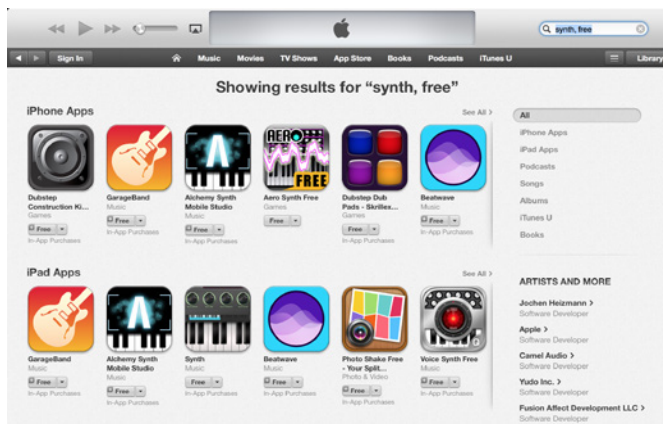 synth, free
Sign In
Music Movies TV Shows App Store Books Podcasts iTunes U
Library
Showing results for “synth, free”
iPhone Apps
See All >
AERO
FREE
Dubstep Construction Ki...
Games
Free
In-App Purchases
GarageBand
Music
Free
In-App Purchases
Alchemy Synth Mobile Studio
Music
Free
In-App Purchases
Aero Synth Free
Games
Free
Dubstep Dub Pads - Skrillex...
Games
Free
In-App Purchases
Beatwave
Music
Free
In-App Purchases
iPad Apps
See All >
GarageBand
Music
Free
In-App Purchases
Alchemy Synth Mobile Studio
Music
Free
In-App Purchases
Synth
Music
Free
In-App Purchases
Beatwave
Music
Free
In-App Purchases
Photo Shake Free - Your Split...
Photo & Video
Free
In-App Purchases
Voice Synth Free
Music
Free
In-App Purchases
All
iPhone Apps
iPad Apps
Podcasts
Songs
Albums
iTunes U
Books
ARTISTS AND MORE
Jochen Heizmann >
Software Developer
Apple >
Software Developer
Camel Audio >
Software Developer
Yudo Inc. >
Software Developer
Fusion Affect Development LLC >
Software Developer